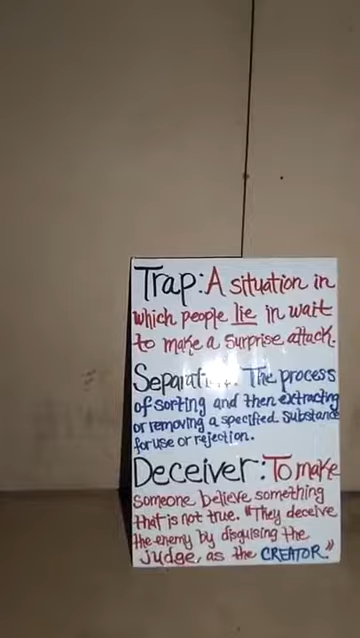 Trap: A situation in
which people lie in wait
to make a surprise attack.
The process
of sorting and then extracting
or removing a specified substance
for use or rejection.
Deceiver: To make
someone believe something
that is not true. "They deceive
the enemy by disguising the
judge, as the CREATOR."